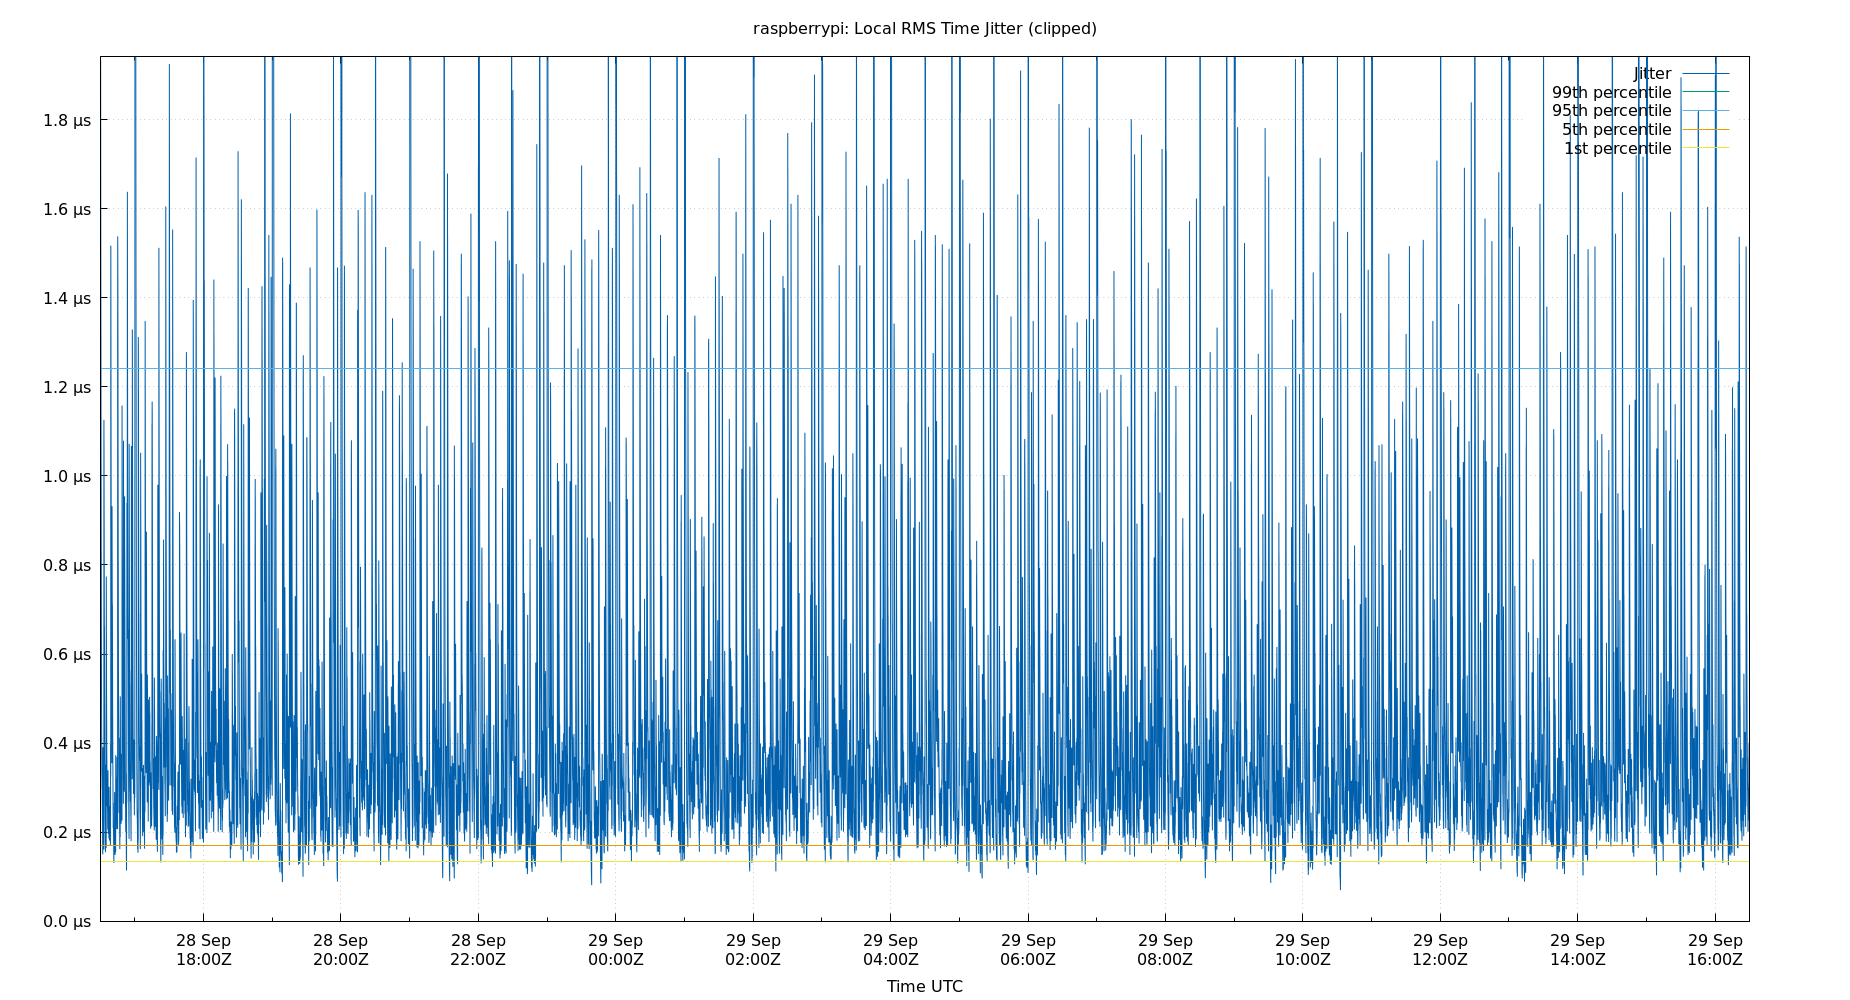 raspberrypi: Local RMS Time Jitter (clipped)
Jitter
99th percentile
95th percentile
5th percentile
1st percentile
1.8 μs
1.6 μs
1.4 μs
1.2 μs
1.0 μs
0.8 μs
0.6 μs
0.4 μs
0.2 μs
0.0 μs
28 Sep 28 Sep 28 Sep 29 Sep 29 Sep 29 Sep 29 Sep 29 Sep 29 Sep 29 Sep 29 Sep 29 Sep
18:00Z 20:00Z 22:00Z 00:00Z 02:00Z 04:00Z 06:00Z 08:00Z 10:00Z 12:00Z 14:00Z 16:00Z
Time UTC